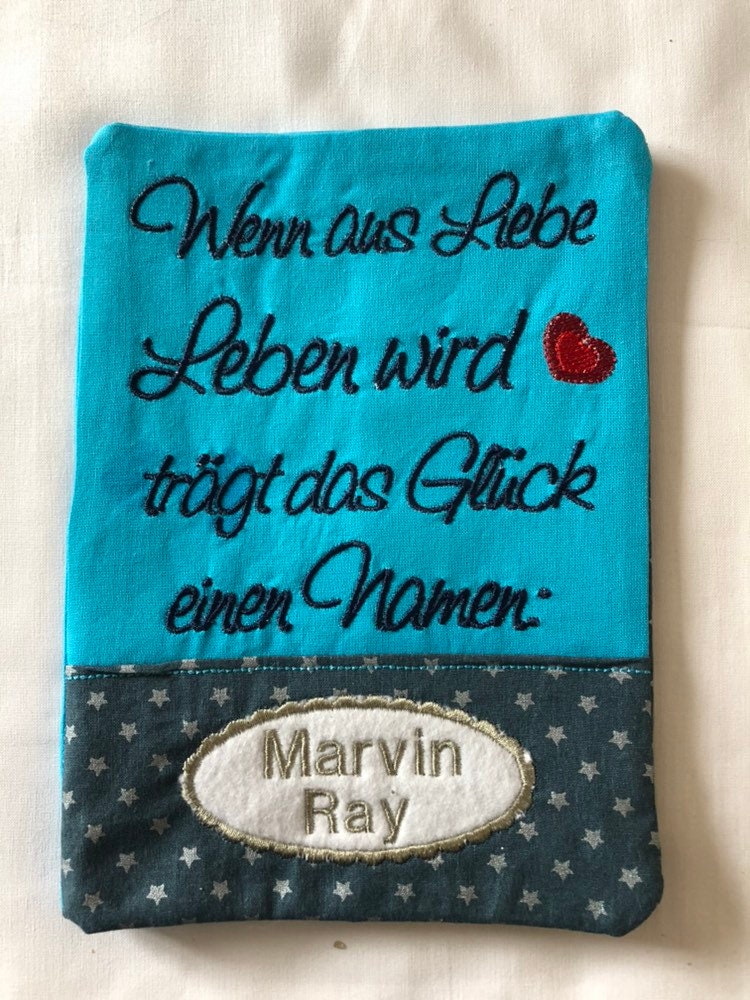 Wenn aus Liebe
Leben wird
trägt das Glück
einen Namen:
Marvin
Ray